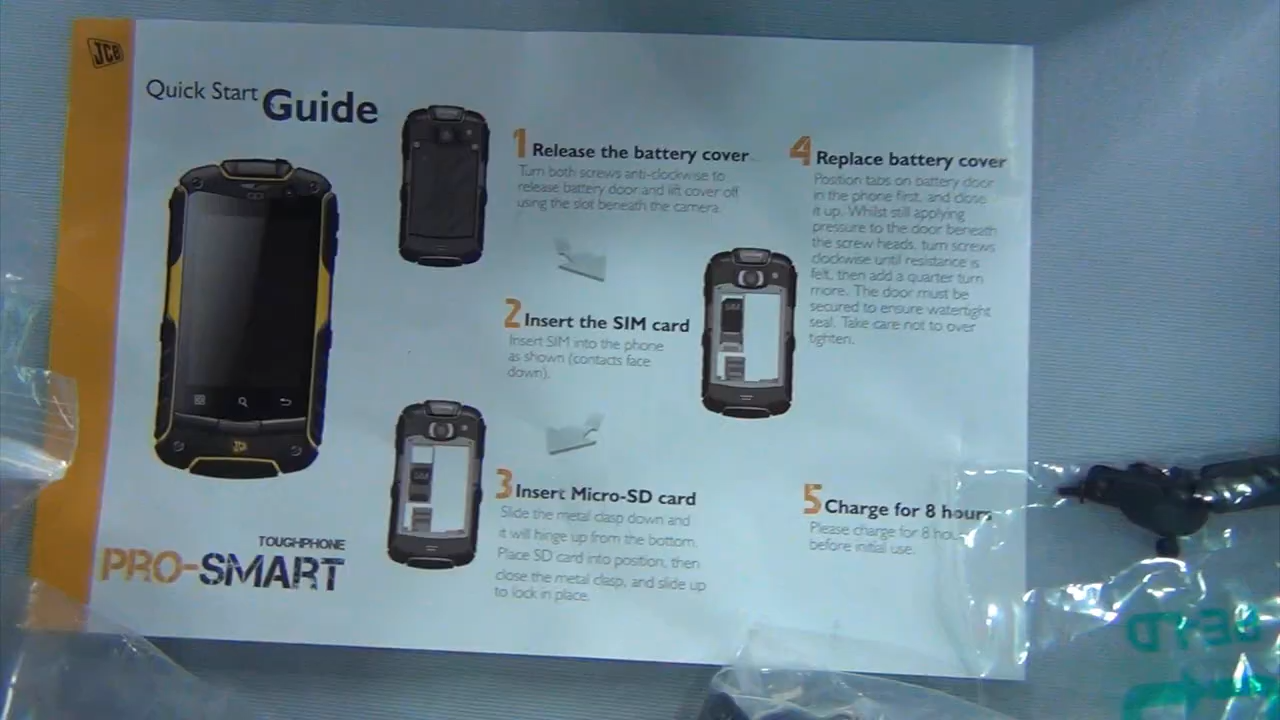 JCB
Quick Start Guide
1 Release the battery cover
Turn both screws anti-clockwise to
release battery door and lift cover off
using the slot beneath the camera.
2 Insert the SIM card
Insert SIM into the phone
as shown (contacts face
down).
3 Insert Micro-SD card
Slide the metal clasp down and
it will hinge up from the bottom.
Place SD card into position, then
close the metal clasp, and slide up
to lock in place.
4 Replace battery cover
Position tabs on battery door
in the phone first, and close
it up. Whilst still applying
pressure to the door beneath
the screw heads, turn screws
clockwise until resistance is
felt, then add a quarter turn
more. The door must be
secured to ensure watertight
seal. Take care not to over
tighten.
5 Charge for 8 hours
Please charge for 8 hou
before initial use.
TOUGHPHONE
PRO-SMART
JCB
SIM
SIM